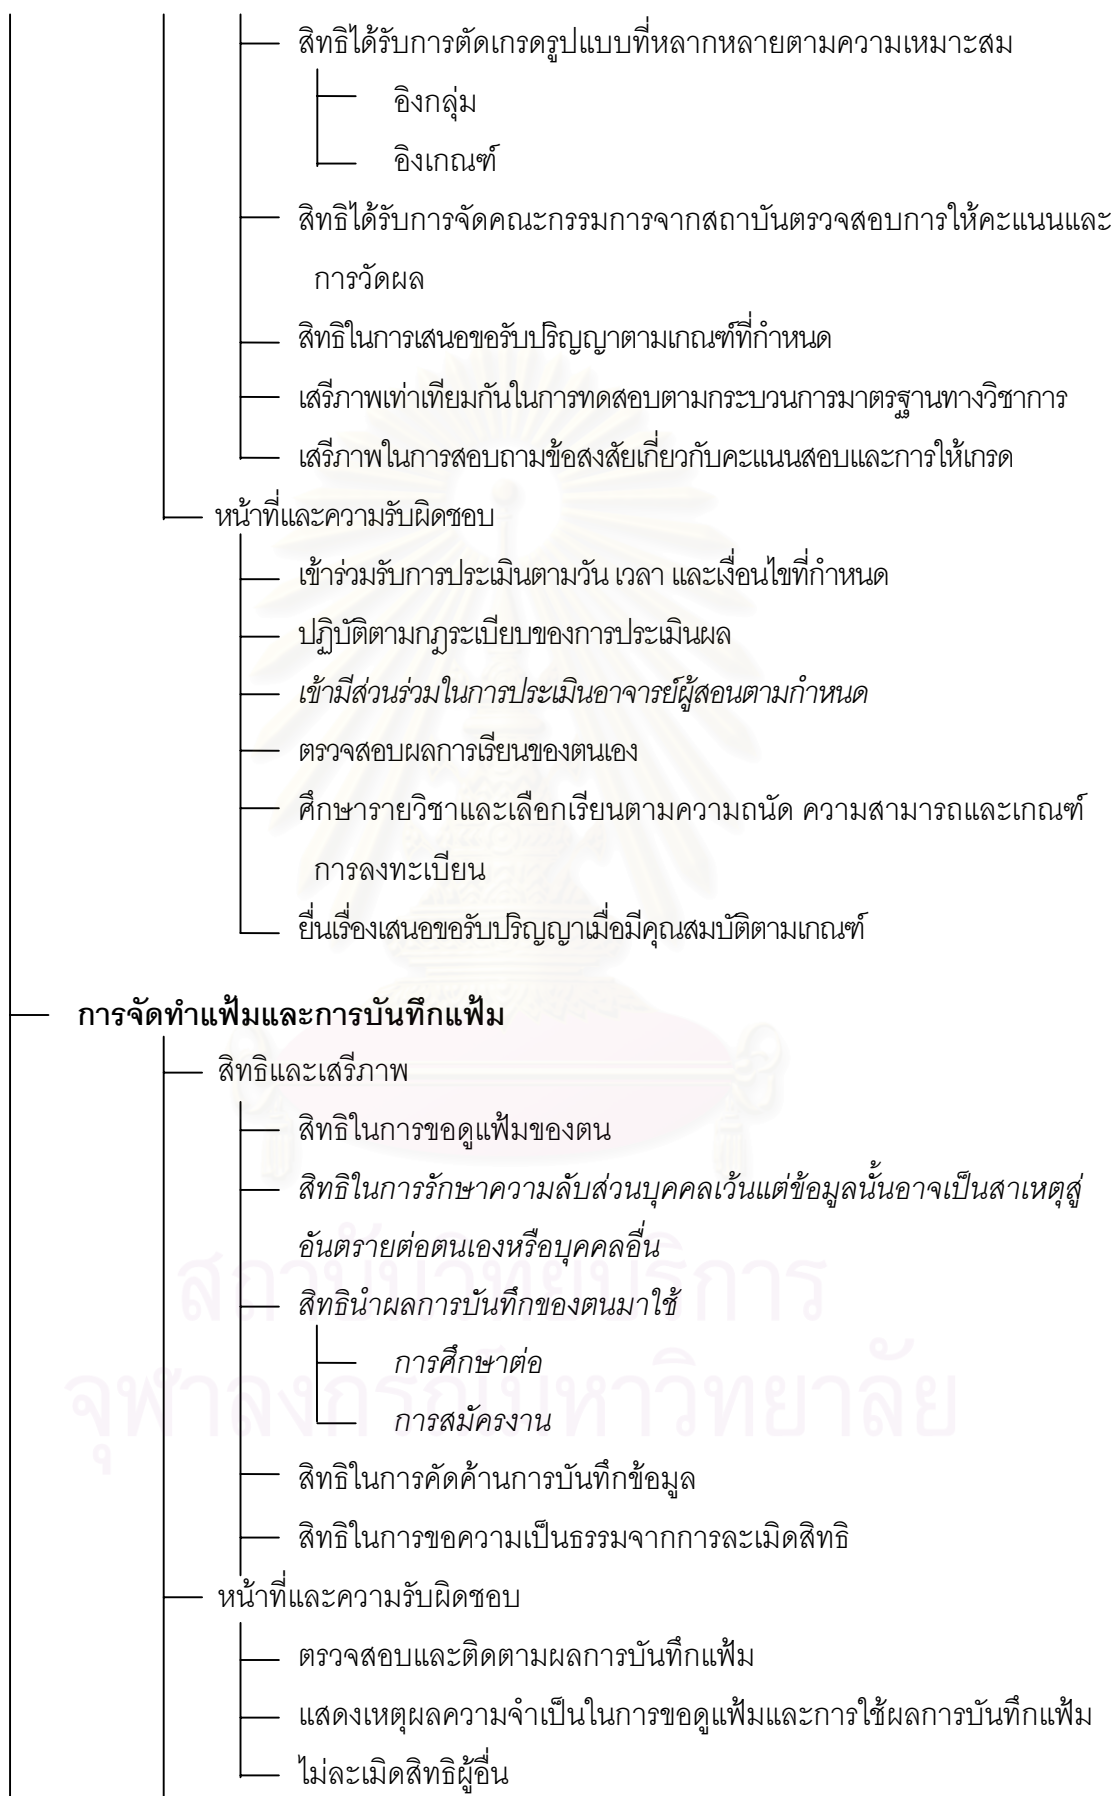 สิทธิได้รับการตัดเกรดรูปแบบที่หลากหลายตามความเหมาะสม
อิงกลุ่ม
อิงเกณฑ์
สิทธิได้รับการจัดคณะกรรมการจากสถาบันตรวจสอบการให้คะแนนและ
การวัดผล
สิทธิในการเสนอขอรับปริญญาตามเกณฑ์ที่กำหนด
เสรีภาพเท่าเทียมกันในการทดสอบตามกระบวนการมาตรฐานทางวิชาการ
เสรีภาพในการสอบถามข้อสงสัยเกี่ยวกับคะแนนสอบและการให้เกรด
หน้าที่และความรับผิดชอบ
เข้าร่วมรับการประเมินตามวัน เวลา และเงื่อนไขที่กำหนด
ปฏิบัติตามกฎระเบียบของการประเมินผล
เข้ามีส่วนร่วมในการประเมินอาจารย์ผู้สอนตามกำหนด
ตรวจสอบผลการเรียนของตนเอง
ศึกษารายวิชาและเลือกเรียนตามความถนัด ความสามารถและเกณฑ์
การลงทะเบียน
ยื่นเรื่องเสนอขอรับปริญญาเมื่อมีคุณสมบัติตามเกณฑ์
การจัดทำแฟ้มและการบันทึกแฟ้ม
สิทธิและเสรีภาพ
สิทธิในการขอดูแฟ้มของตน
สิทธิในการรักษาความลับส่วนบุคคลเว้นแต่ข้อมูลนั้นอาจเป็นสาเหตุสู่
อันตรายต่อตนเองหรือบุคคลอื่น
สิทธินำผลการบันทึกของตนมาใช้
การศึกษาต่อ
การสมัครงาน
สิทธิในการคัดค้านการบันทึกข้อมูล
สิทธิในการขอความเป็นธรรมจากการละเมิดสิทธิ
หน้าที่และความรับผิดชอบ
ตรวจสอบและติดตามผลการบันทึกแฟ้ม
แสดงเหตุผลความจำเป็นในการขอดูแฟ้มและการใช้ผลการบันทึกแฟ้ม
ไม่ละเมิดสิทธิผู้อื่น
สถาบันวิทยบริการ
จุฬาลงกรณ์มหาวิทยาลัย